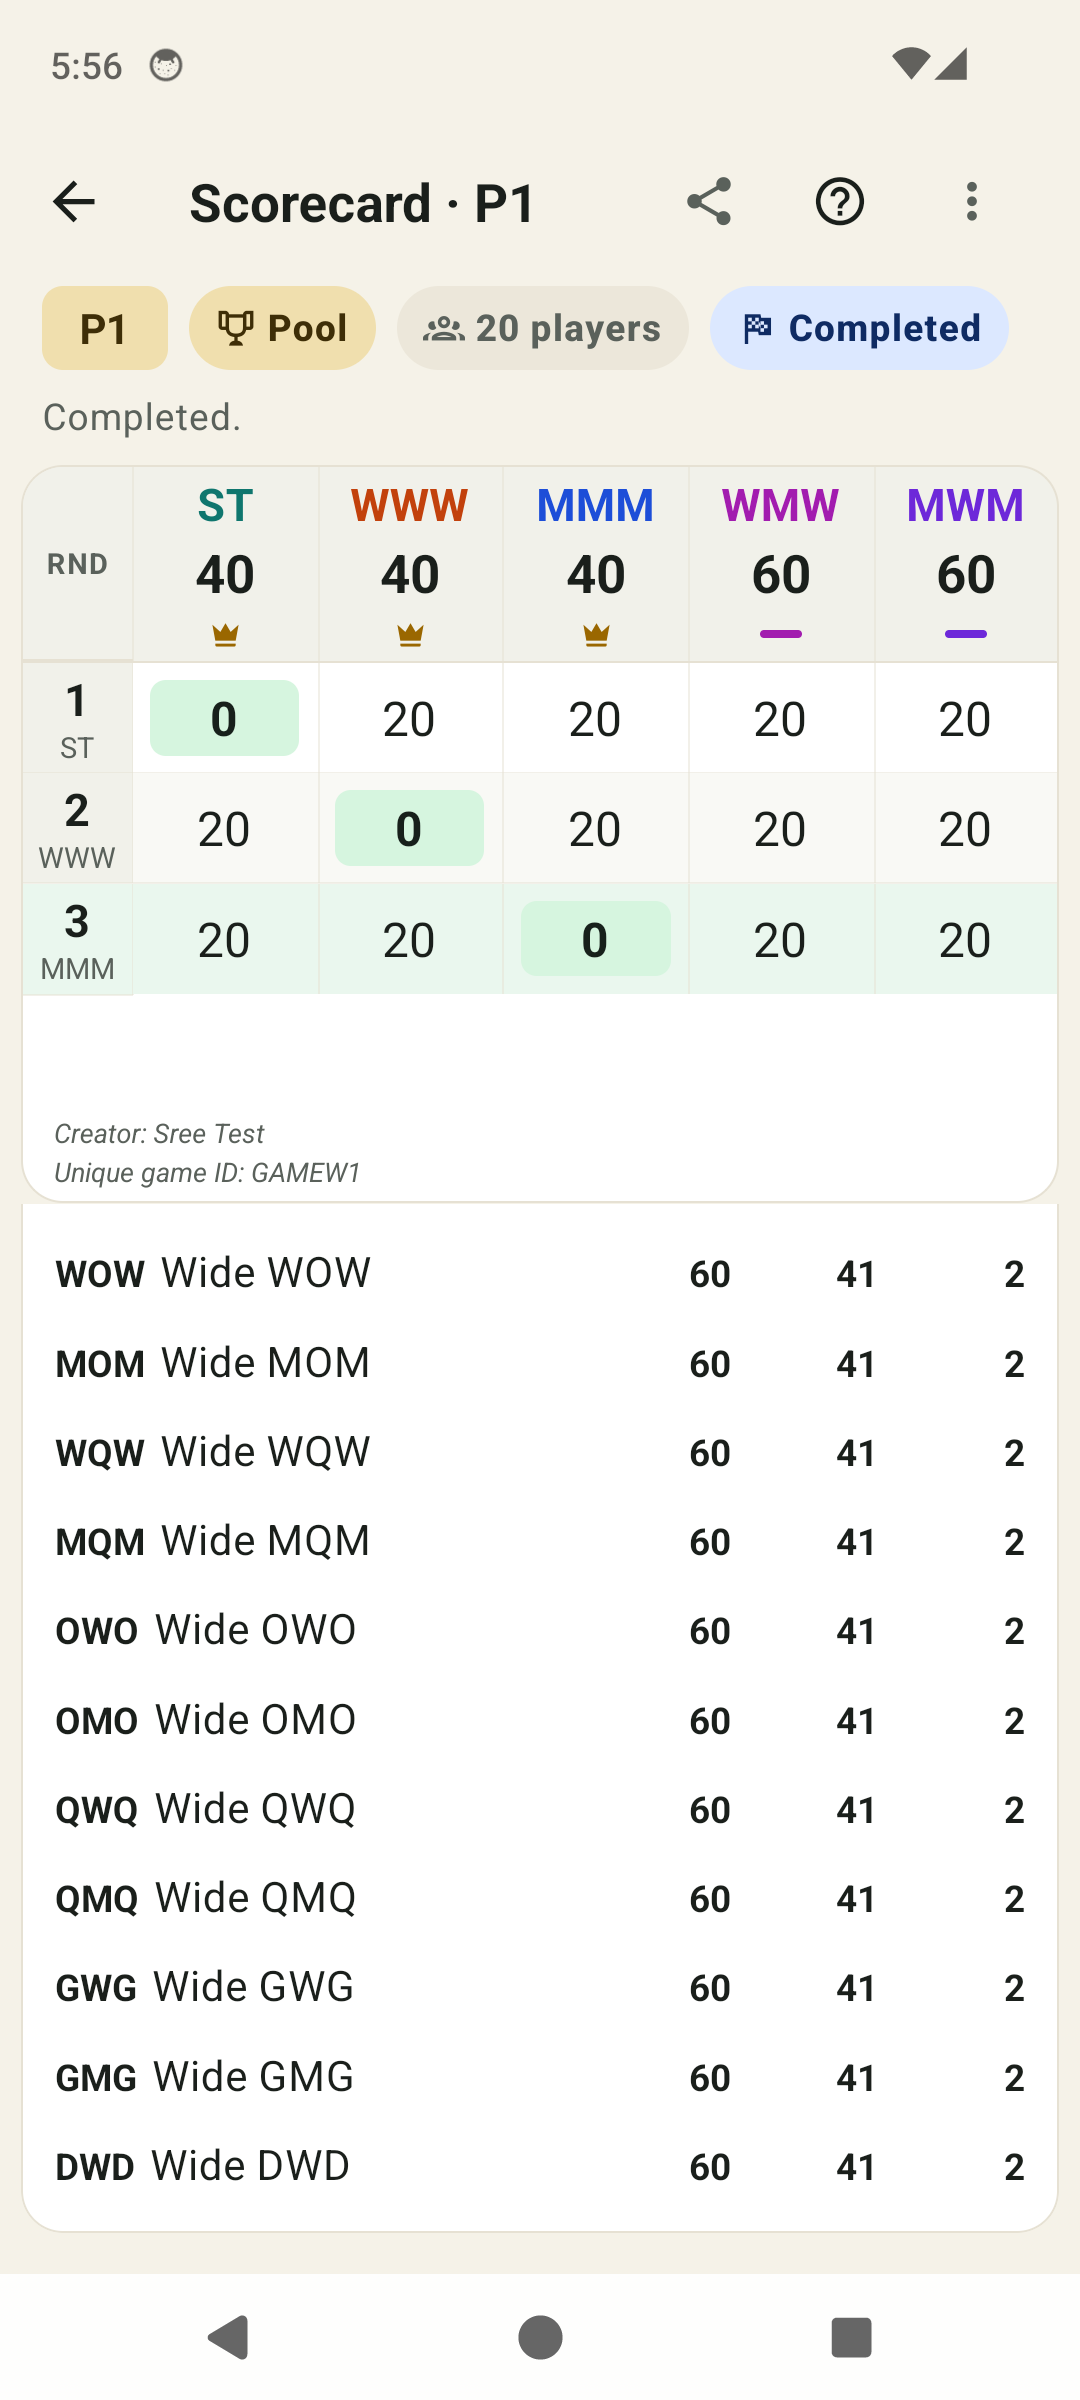 5:56
Scorecard · P1
P1 Pool 20 players Completed
Completed.
RND ST WWW MMM WMW MWM
40 40 40 60 60
1 0 20 20 20 20
ST
2 20 0 20 20 20
WWW
3 20 20 0 20 20
MMM
Creator: Sree Test
Unique game ID: GAMEW1
WOW Wide WOW 60 41 2
MOM Wide MOM 60 41 2
WQW Wide WQW 60 41 2
MQM Wide MQM 60 41 2
OWO Wide OWO 60 41 2
OMO Wide OMO 60 41 2
QWQ Wide QWQ 60 41 2
QMQ Wide QMQ 60 41 2
GWG Wide GWG 60 41 2
GMG Wide GMG 60 41 2
DWD Wide DWD 60 41 2